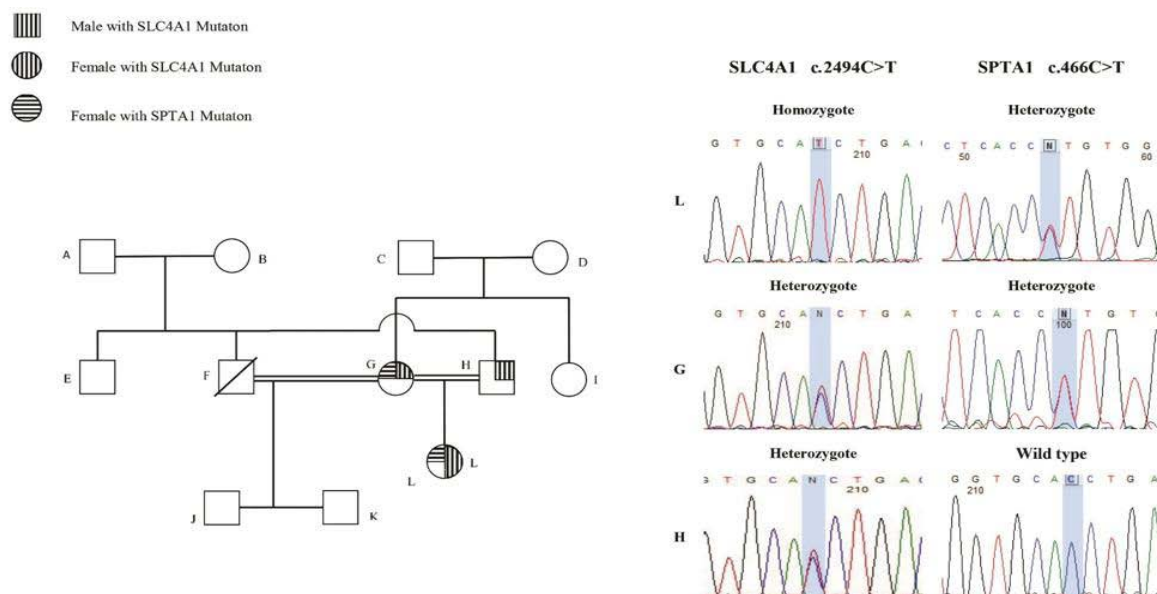 Male with SLC4A1 Mutaton
Female with SLC4A1 Mutaton
Female with SPTA1 Mutaton
A
B
C
D
E
F
G
H
I
L
L
J
K
SLC4A1 c.2494C>T SPTA1 c.466C>T
Homozygote Heterozygote
G T G C A T C T G A C
210
C T C A C C N T G T G G
50 60
L
Heterozygote Heterozygote
G T G C A N C T G A
210
T C A C C N T G T
100
G
Heterozygote Wild type
G T G C A N C T G A
210
G G T G C A C C T G A
210
H